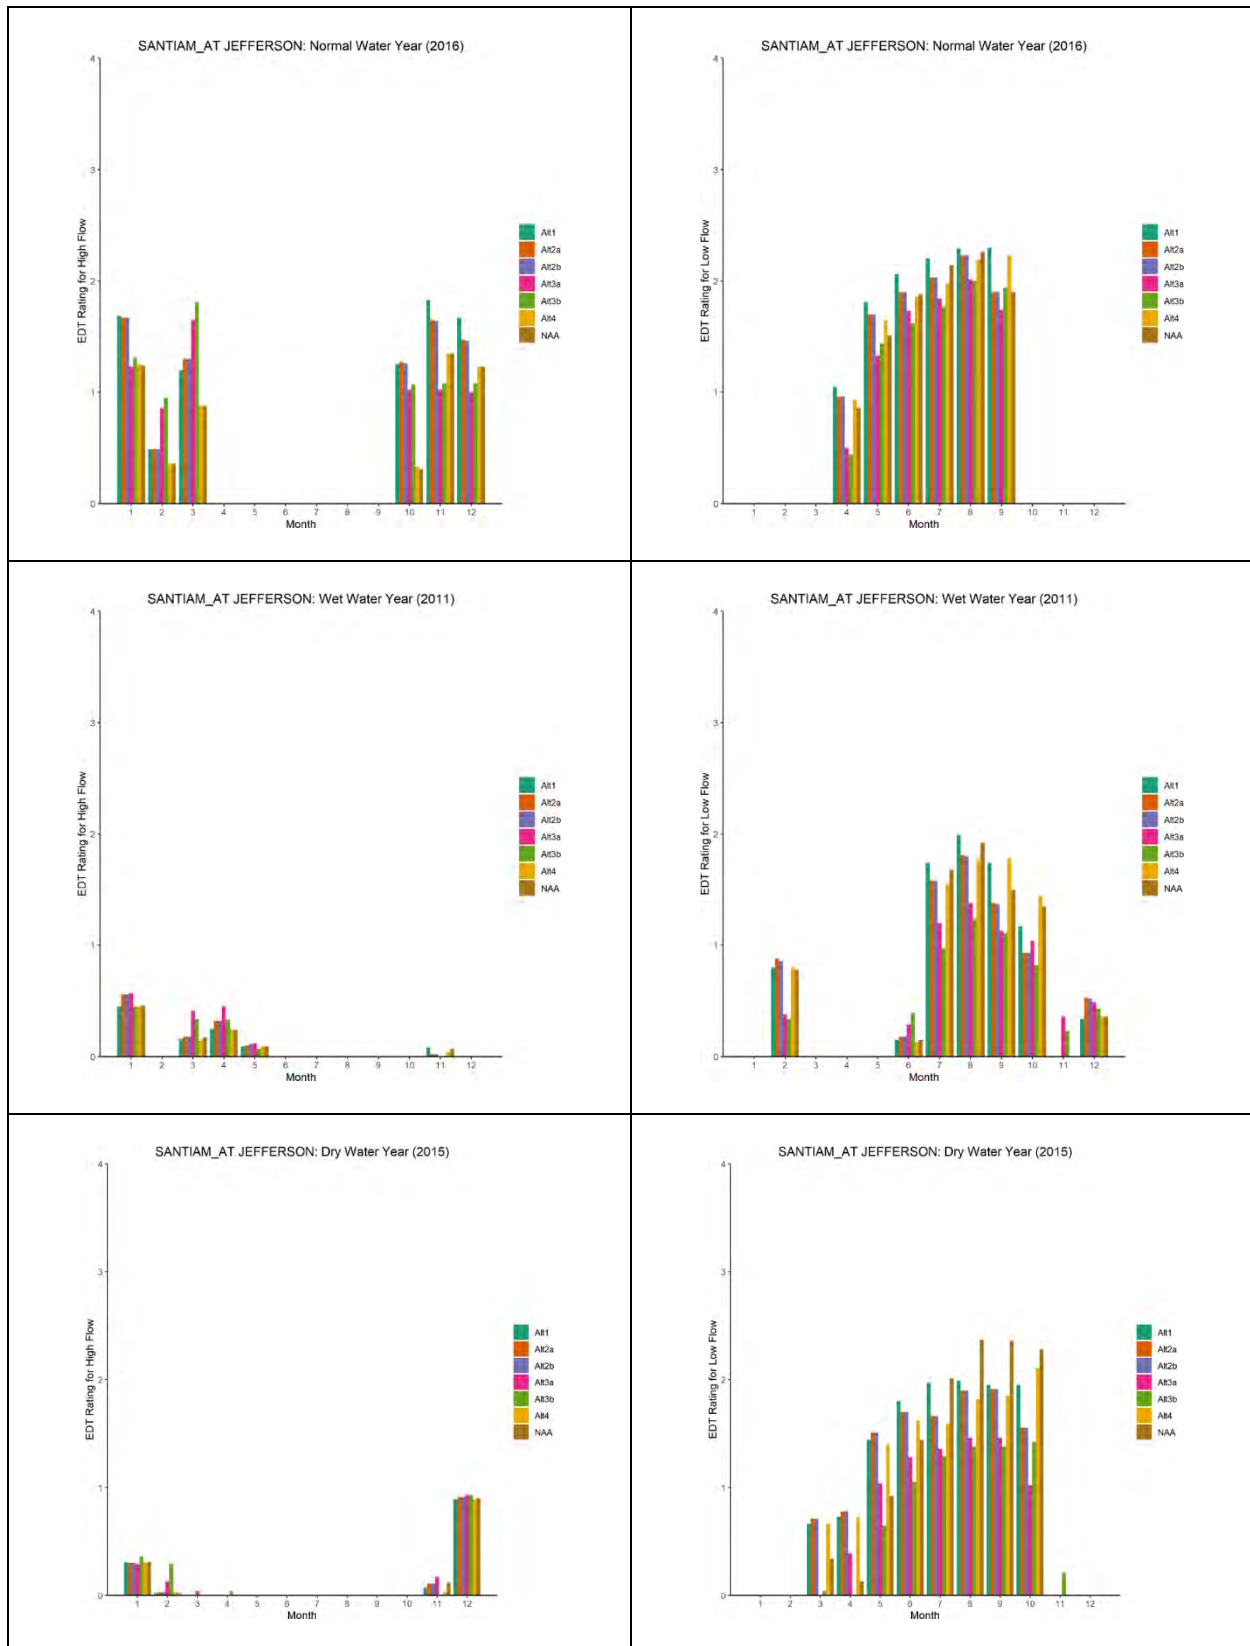 SANTIAM_AT JEFFERSON: Normal Water Year (2016)
4
3
2
1
0
EDT Rating for High Flow
1 2 3 4 5 6 7 8 9 10 11 12
Month
Alt1
Alt2a
Alt2b
Alt3a
Alt3b
Alt4
NAA
SANTIAM_AT JEFFERSON: Normal Water Year (2016)
4
3
2
1
0
EDT Rating for Low Flow
1 2 3 4 5 6 7 8 9 10 11 12
Month
Alt1
Alt2a
Alt2b
Alt3a
Alt3b
Alt4
NAA
SANTIAM_AT JEFFERSON: Wet Water Year (2011)
4
3
2
1
0
EDT Rating for High Flow
1 2 3 4 5 6 7 8 9 10 11 12
Month
Alt1
Alt2a
Alt2b
Alt3a
Alt3b
Alt4
NAA
SANTIAM_AT JEFFERSON: Wet Water Year (2011)
4
3
2
1
0
EDT Rating for Low Flow
1 2 3 4 5 6 7 8 9 10 11 12
Month
Alt1
Alt2a
Alt2b
Alt3a
Alt3b
Alt4
NAA
SANTIAM_AT JEFFERSON: Dry Water Year (2015)
4
3
2
1
0
EDT Rating for High Flow
1 2 3 4 5 6 7 8 9 10 11 12
Month
Alt1
Alt2a
Alt2b
Alt3a
Alt3b
Alt4
NAA
SANTIAM_AT JEFFERSON: Dry Water Year (2015)
4
3
2
1
0
EDT Rating for Low Flow
1 2 3 4 5 6 7 8 9 10 11 12
Month
Alt1
Alt2a
Alt2b
Alt3a
Alt3b
Alt4
NAA